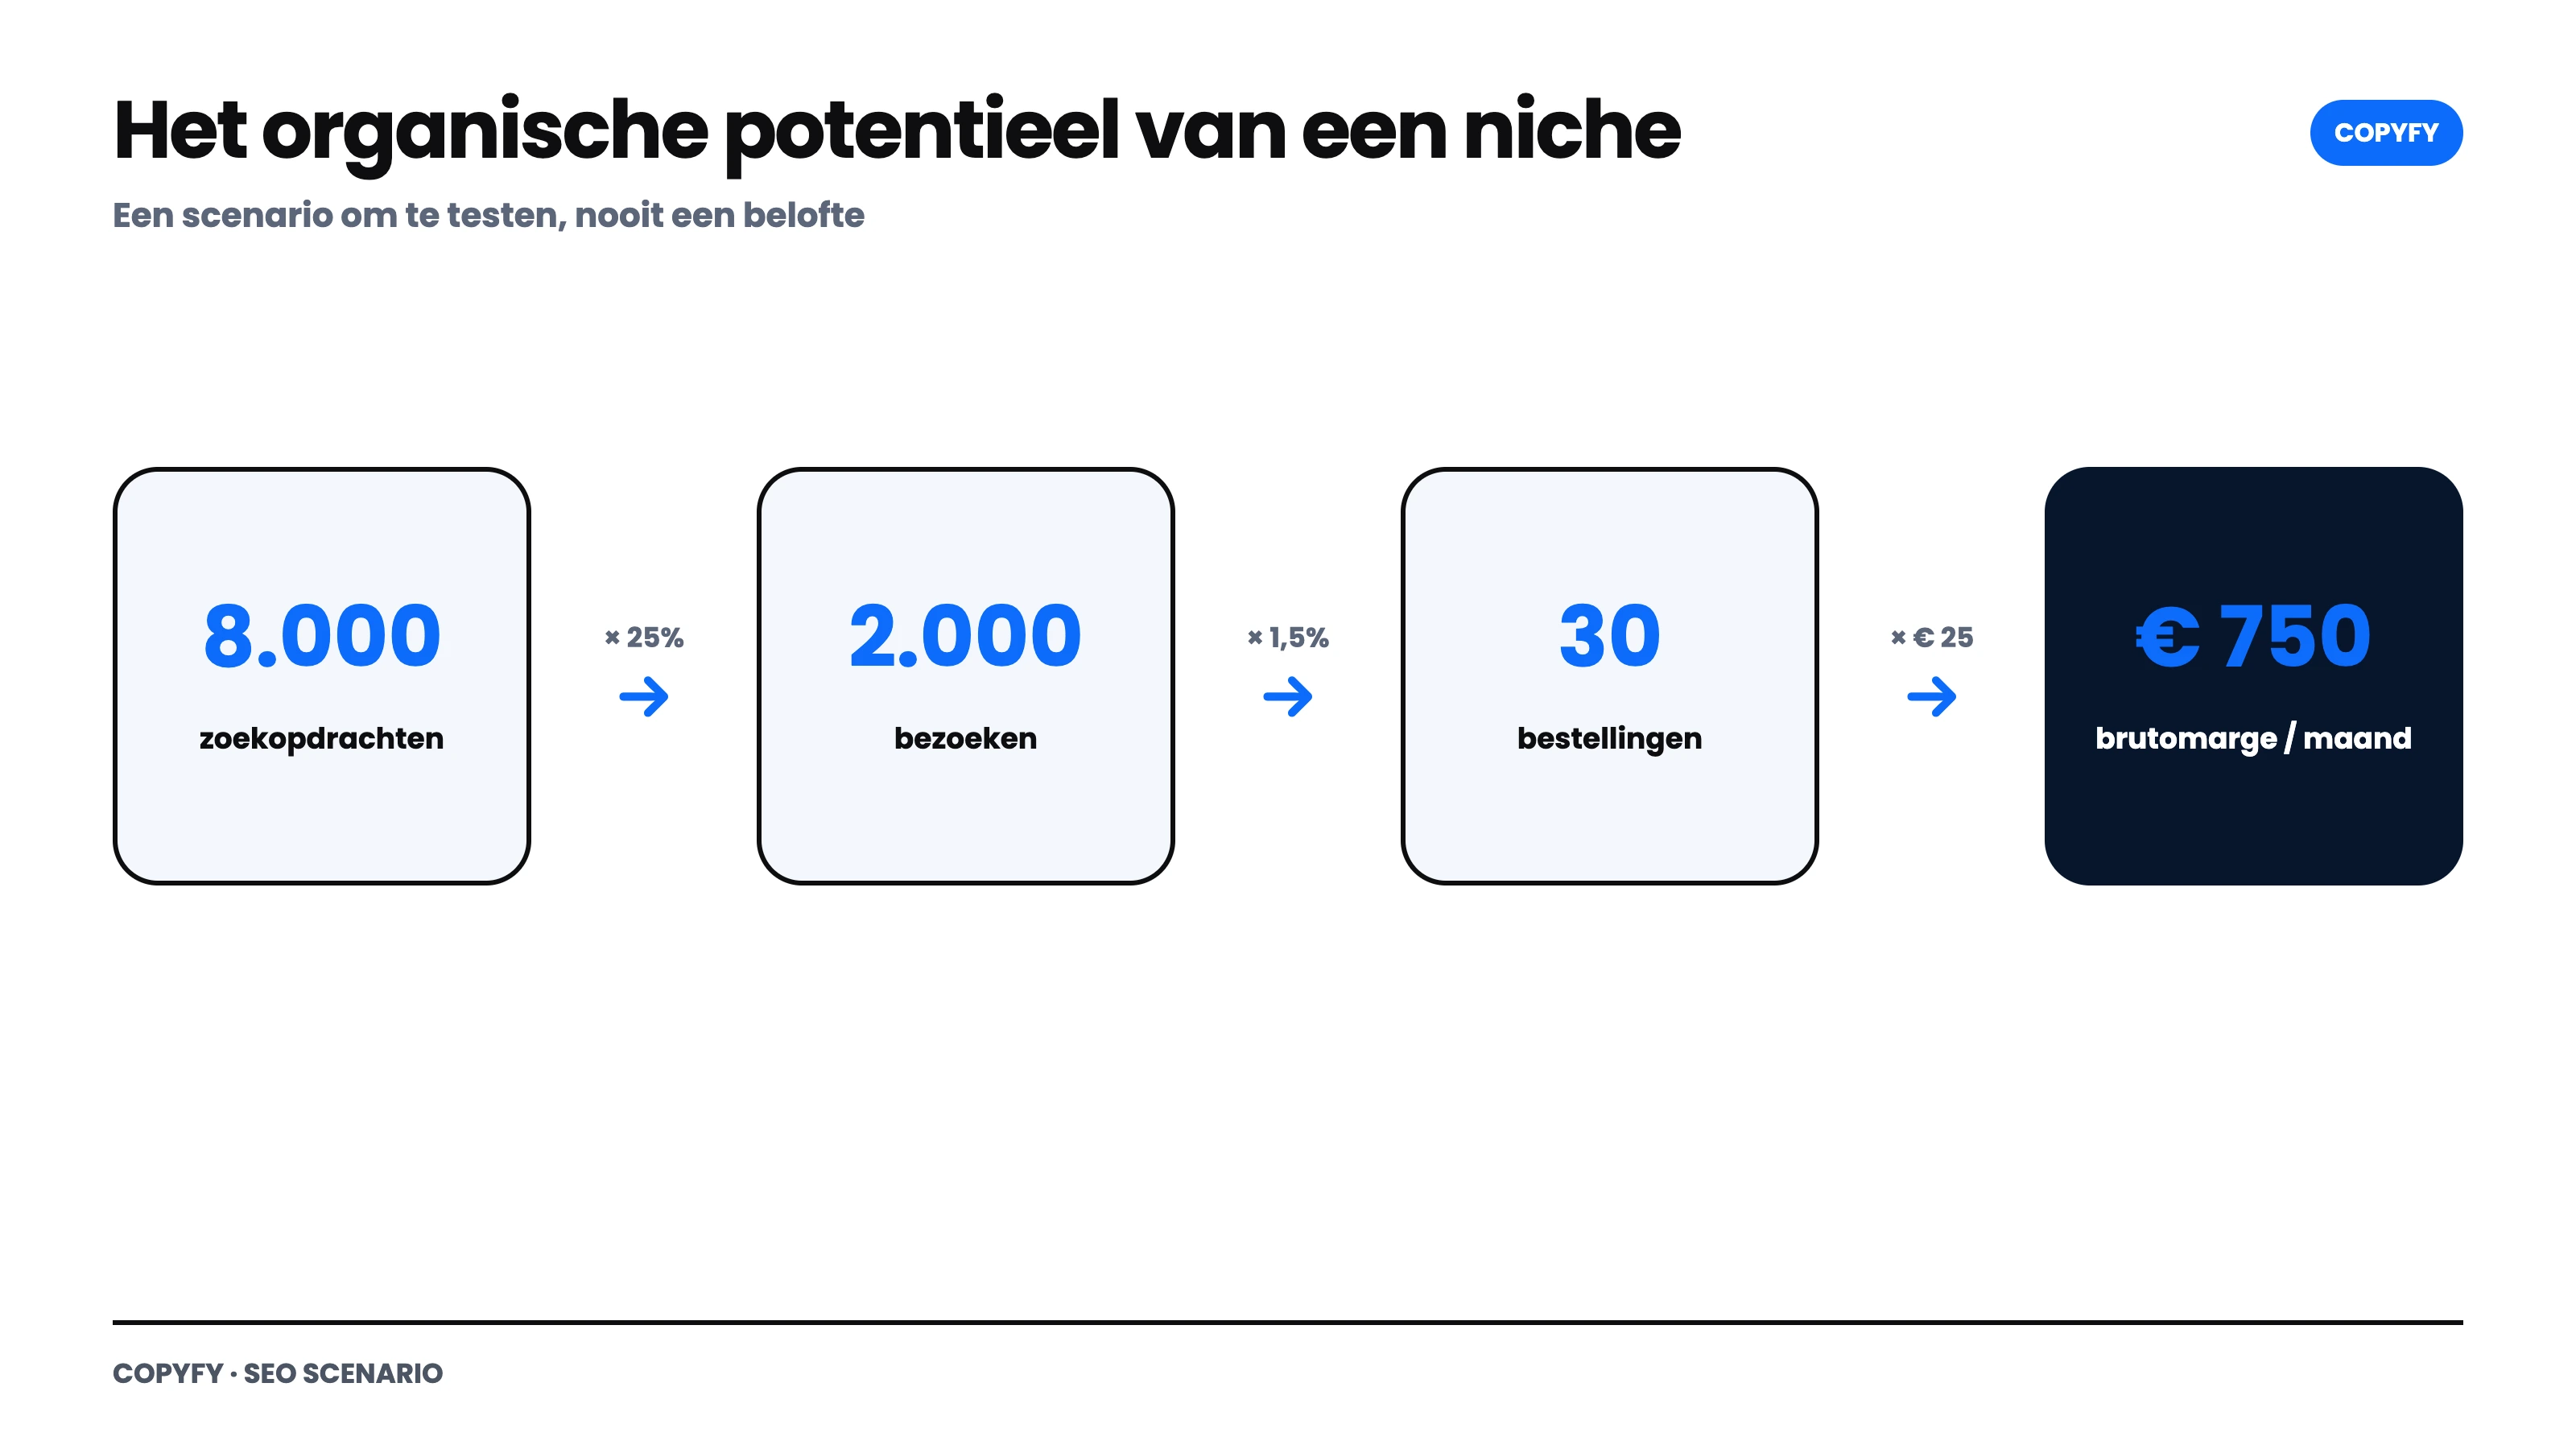 Het organische potentieel van een niche
COPYFY
Een scenario om te testen, nooit een belofte
8.000
zoekopdrachten
× 25%
→
2.000
bezoeken
× 1,5%
→
30
bestellingen
× € 25
→
€ 750
brutomarge / maand
COPYFY · SEO SCENARIO